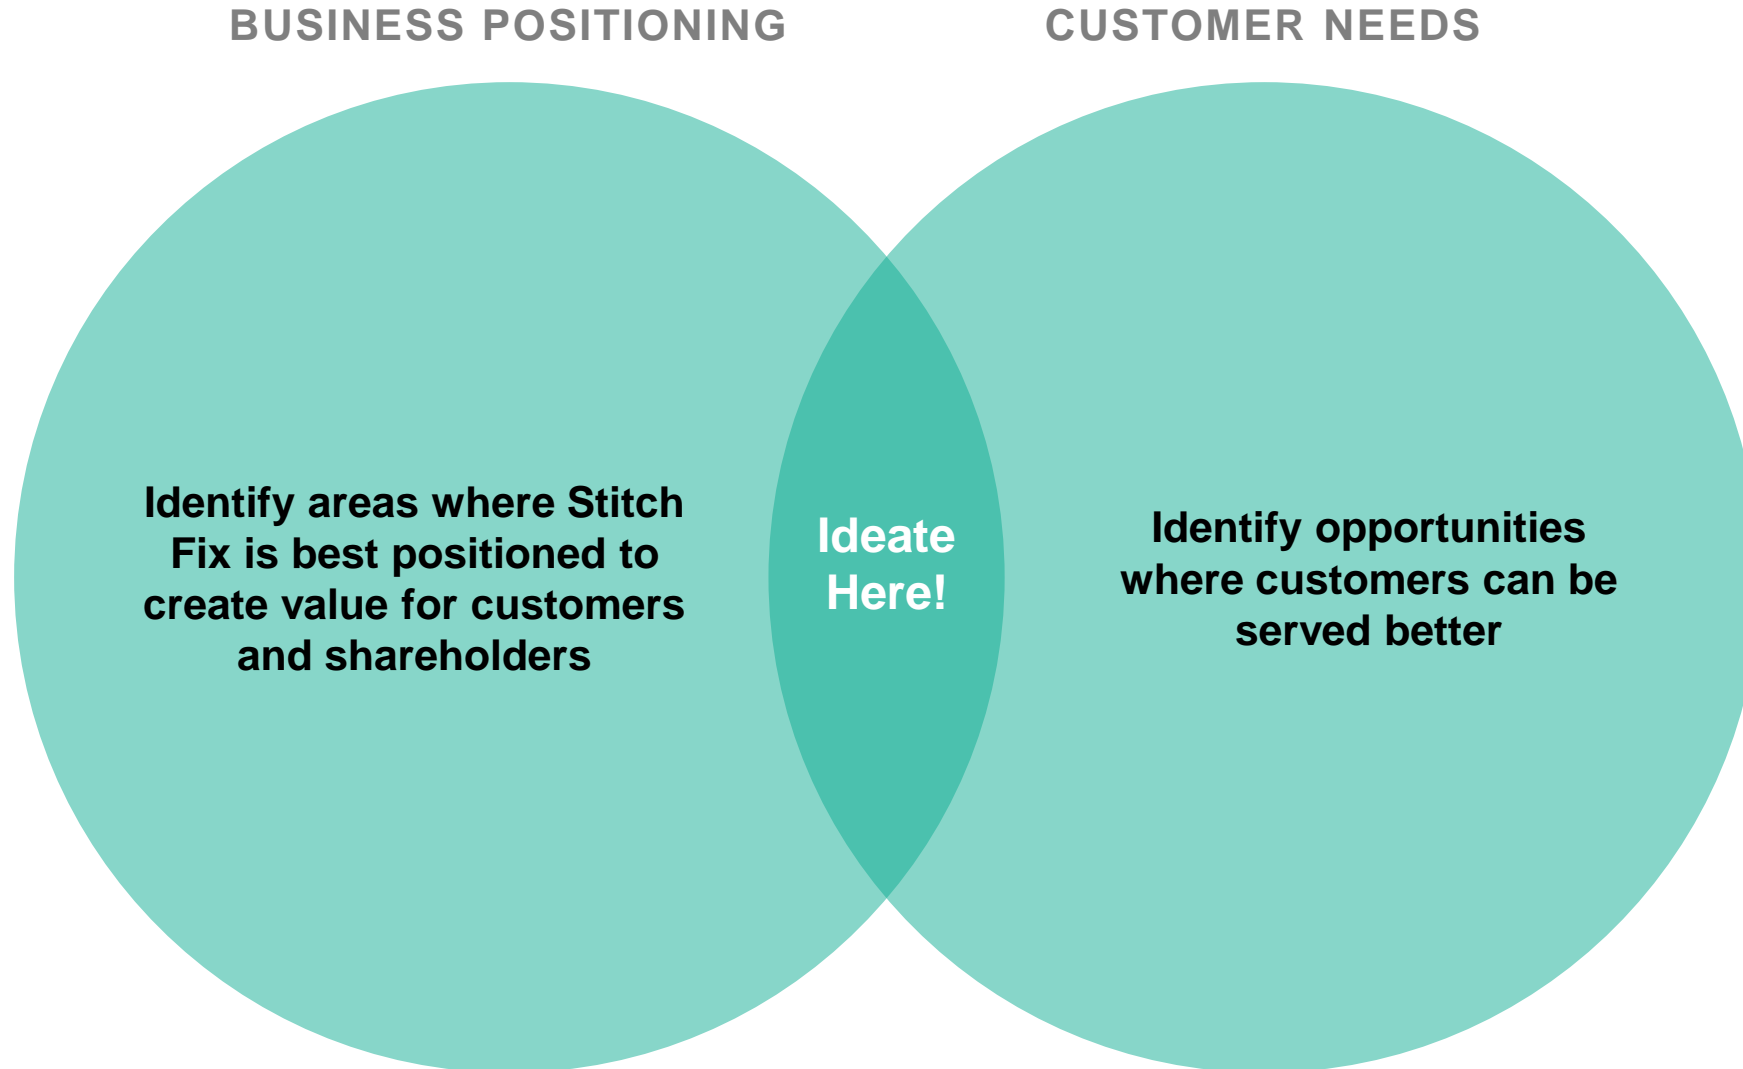 BUSINESS POSITIONING
CUSTOMER NEEDS
Identify areas where Stitch
Fix is best positioned to
create value for customers
and shareholders
Ideate
Here!
Identify opportunities
where customers can be
served better